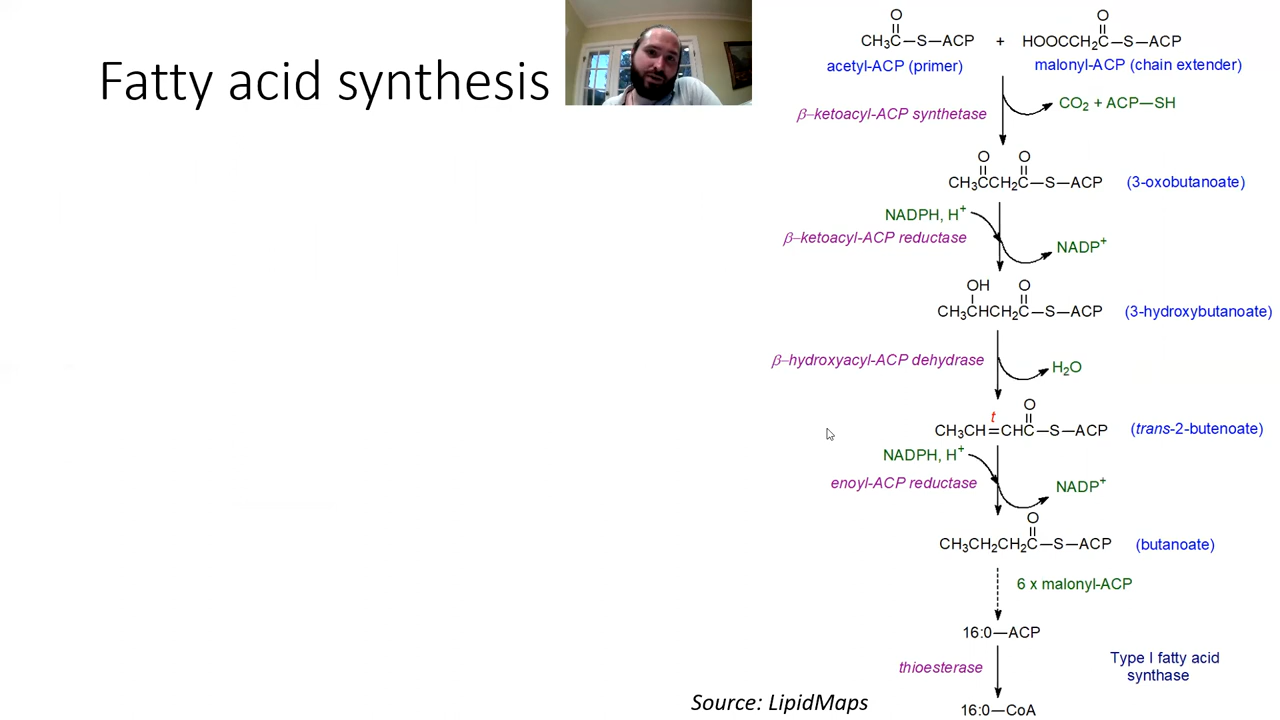 Fatty acid synthesis
O O
CH₃C—S—ACP + HOOCCH₂C—S—ACP
acetyl-ACP (primer) malonyl-ACP (chain extender)
β–ketoacyl-ACP synthetase CO₂ + ACP—SH
O O
CH₃CCH₂C—S—ACP (3-oxobutanoate)
NADPH, H⁺
β–ketoacyl-ACP reductase NADP⁺
OH O
CH₃CHCH₂C—S—ACP (3-hydroxybutanoate)
β–hydroxyacyl-ACP dehydrase H₂O
t O
CH₃CH=CHC—S—ACP (trans-2-butenoate)
NADPH, H⁺
enoyl-ACP reductase NADP⁺
O
CH₃CH₂CH₂C—S—ACP (butanoate)
6 x malonyl-ACP
16:0—ACP
thioesterase Type I fatty acid
synthase
16:0—CoA
Source: LipidMaps